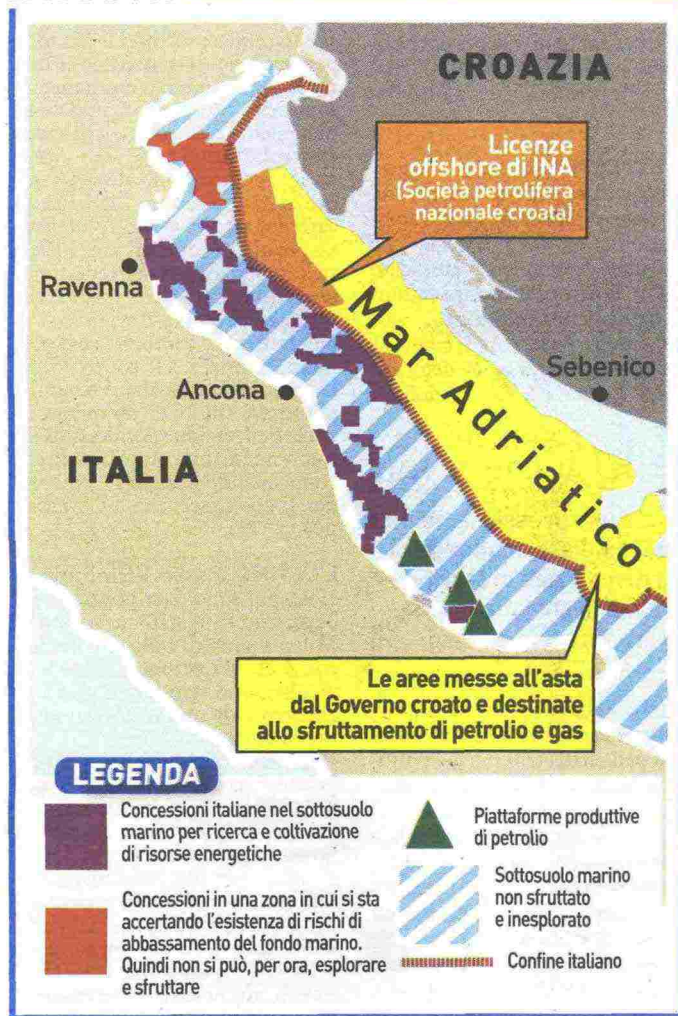 CROAZIA
Licenze
offshore di INA
(Società petrolifera
nazionale croata)
Ravenna
Mar Adriatico
Sebenico
Ancona
ITALIA
Le aree messe all'asta
dal Governo croato e destinate
allo sfruttamento di petrolio e gas
LEGENDA
Concessioni italiane nel sottosuolo
marino per ricerca e coltivazione
di risorse energetiche
Concessioni in una zona in cui si sta
accertando l'esistenza di rischi di
abbassamento del fondo marino.
Quindi non si può, per ora, esplorare
e sfruttare
Piattaforme produttive
di petrolio
Sottosuolo marino
non sfruttato
e inesplorato
Confine italiano